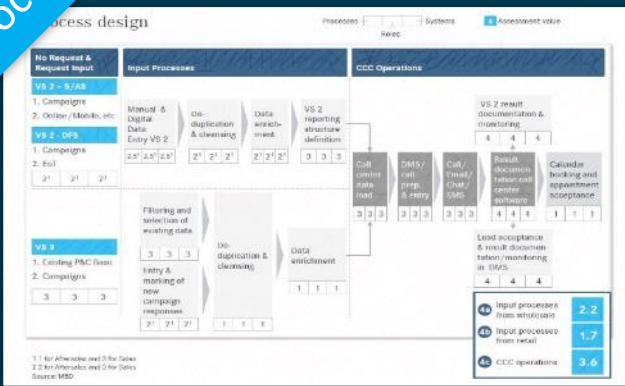 ocess design
Processes
Systems
Roles
4 Assessment value
No Request &
Request Input
Input Processes
CCC Operations
VS 2 - S/AS
1. Campaigns
2. Online/Mobile, etc
VS 2 - DFS
1. Campaigns
2. EoT
2¹ 2¹ 2¹
VS 3
1. Existing P&C Base
2. Campaigns
3 3 3
Manual &
Digital
Data
Entry VS 2
2.5² 2.5² 2.5²
De-
duplication
& cleansing
2¹ 2¹ 2¹
Data
enrich-
ment
2¹ 2¹ 2¹
VS 2
reporting
structure
definition
3 3 3
Filtering and
selection of
existing data
3 3 3
Entry &
marking of
new
campaign
responses
2¹ 2¹ 2¹
De-
duplication &
cleansing
1 1 1
Data
enrichment
1 1 1
Call
center
data
load
3 3 3
DMS/
call
prep.
& entry
3 3 3
Call/
Email/
Chat/
SMS
3 3 3
VS 2 result
documentation &
monitoring
4 4 4
Result
documen-
tation call
center
software
4 4 4
Lead acceptance
& result documen-
tation/monitoring
in DMS
4 4 4
Calendar
booking and
appointment
acceptance
1 1 1
4a Input processes
from wholesale
2.2
4b Input processes
from retail
1.7
4c CCC operations
3.6
1 1 for Aftersales and 3 for Sales
2 2 for Aftersales and 3 for Sales
Source: MBD